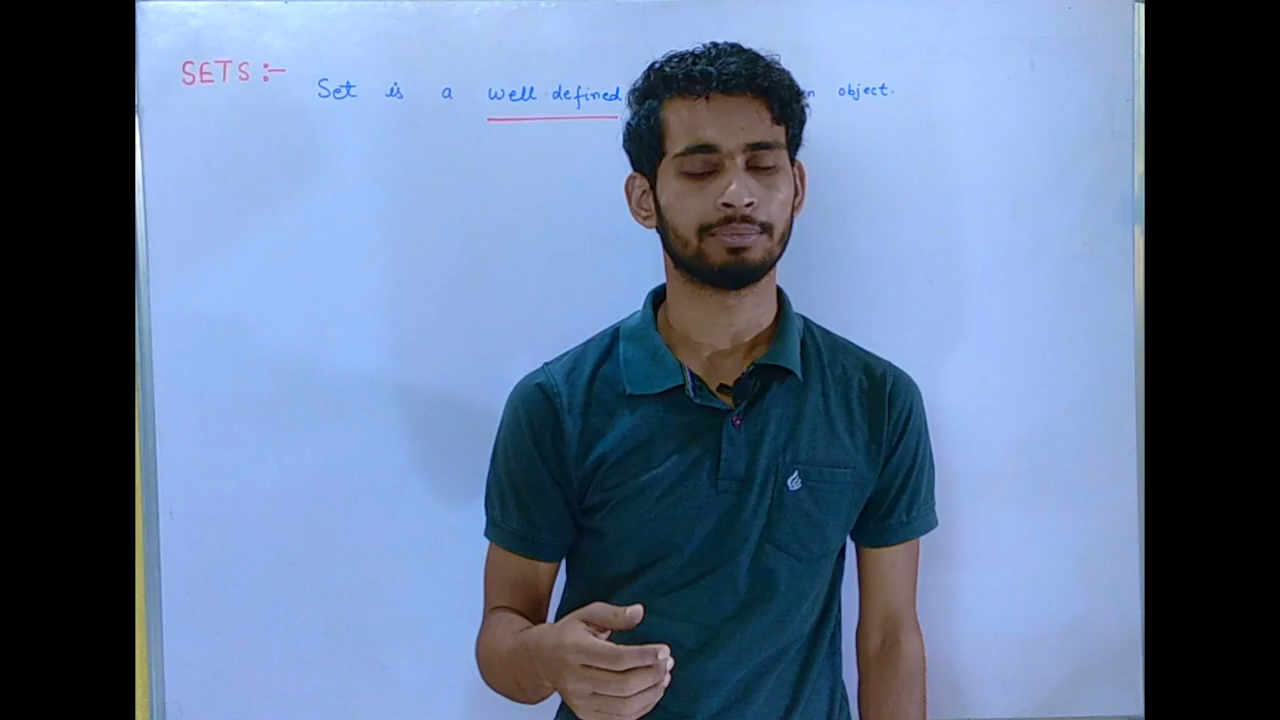 SETS :-
Set is a well-defined object.